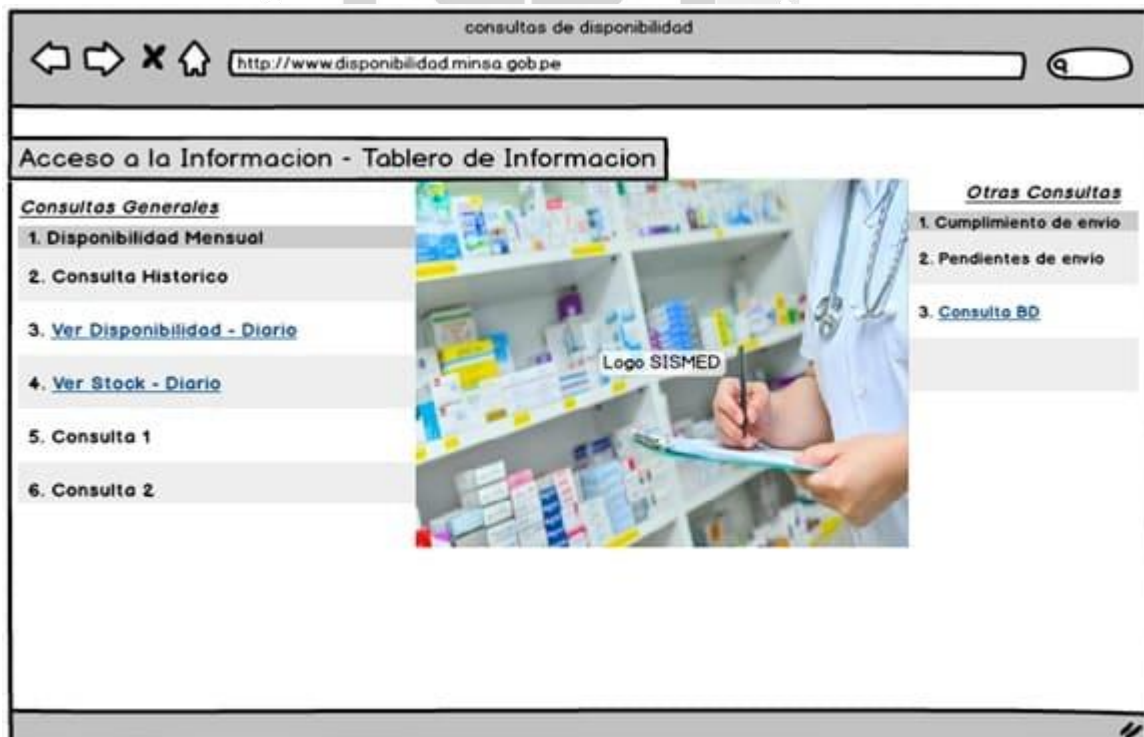 consultas de disponibilidad
http://www.disponibilidad.minsa.gob.pe
Acceso a la Informacion - Tablero de Informacion
Consultas Generales
1. Disponibilidad Mensual
2. Consulta Historico
3. Ver Disponibilidad - Diario
4. Ver Stock - Diario
5. Consulta 1
6. Consulta 2
Logo SISMED
Otras Consultas
1. Cumplimiento de envio
2. Pendientes de envio
3. Consulta BD